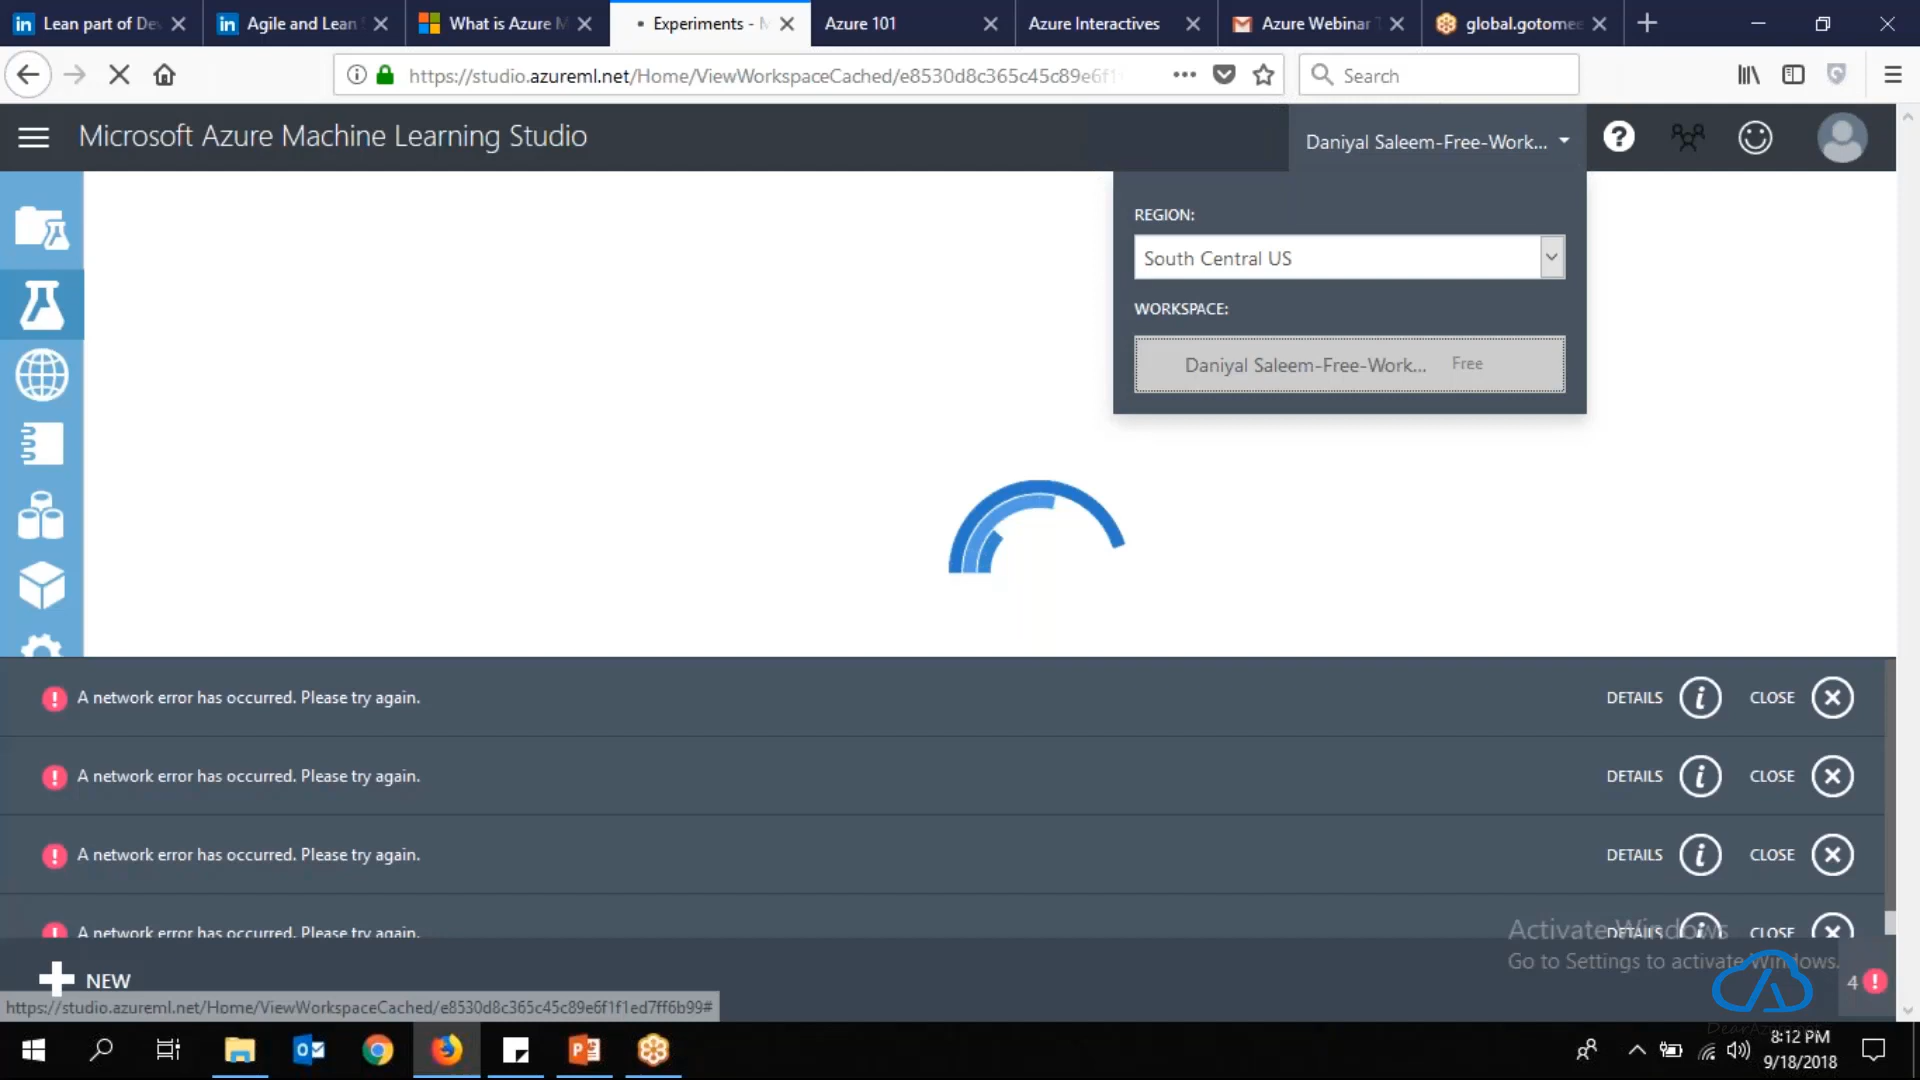 Lean part of De
Agile and Lean
What is Azure M
Experiments - M
Azure 101
Azure Interactives
Azure Webinar T
global.gotomee
https://studio.azureml.net/Home/ViewWorkspaceCached/e8530d8c365c45c89e6f1
Search
Microsoft Azure Machine Learning Studio
Daniyal Saleem-Free-Work...
REGION:
South Central US
WORKSPACE:
Daniyal Saleem-Free-Work... Free
A network error has occurred. Please try again. DETAILS CLOSE
A network error has occurred. Please try again. DETAILS CLOSE
A network error has occurred. Please try again. DETAILS CLOSE
A network error has occurred. Please try again. DETAILS CLOSE
Activate Windows
Go to Settings to activate Windows.
NEW
4
https://studio.azureml.net/Home/ViewWorkspaceCached/e8530d8c365c45c89e6f1f1ed7ff6b99#
8:12 PM
9/18/2018